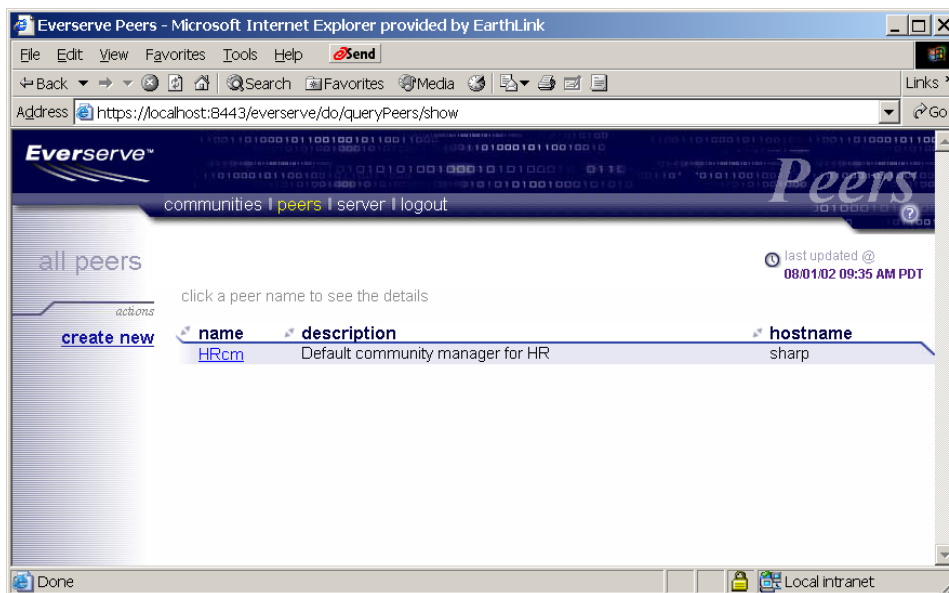 Everserve Peers - Microsoft Internet Explorer provided by EarthLink
File Edit View Favorites Tools Help Send
Back Search Favorites Media Links
Address https://localhost:8443/everserve/do/queryPeers/show Go
Everserve™
Peers
communities | peers | server | logout
all peers
last updated @
08/01/02 09:35 AM PDT
click a peer name to see the details
actions
create new
name description hostname
HRcm Default community manager for HR sharp
Done Local intranet